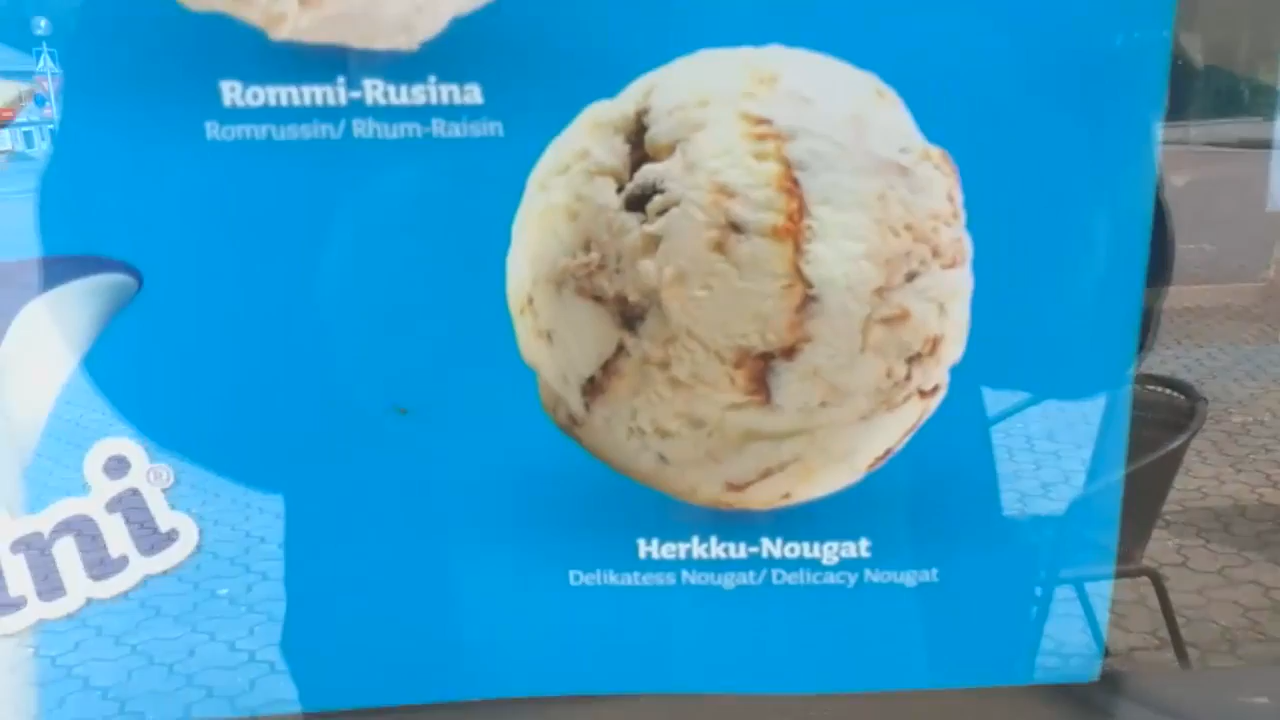 Rommi-Rusina
Romrussin/ Rhum-Raisin
ni®
Herkku-Nougat
Delikatess Nougat/ Delicacy Nougat